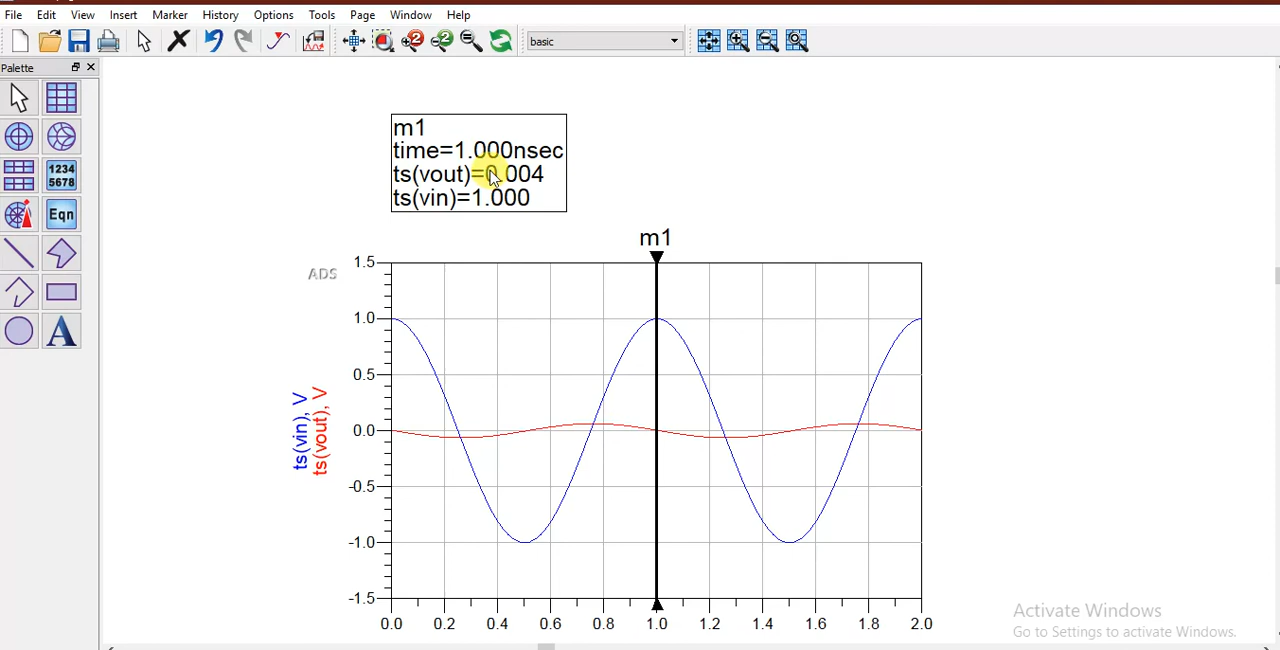 File Edit View Insert Marker History Options Tools Page Window Help
basic
Palette
1234
5678
Eqn
A
m1
time=1.000nsec
ts(vout)=0.004
ts(vin)=1.000
m1
ADS
1.5
1.0
0.5
0.0
-0.5
-1.0
-1.5
ts(vin), V
ts(vout), V
0.0 0.2 0.4 0.6 0.8 1.0 1.2 1.4 1.6 1.8 2.0
Activate Windows
Go to Settings to activate Windows.